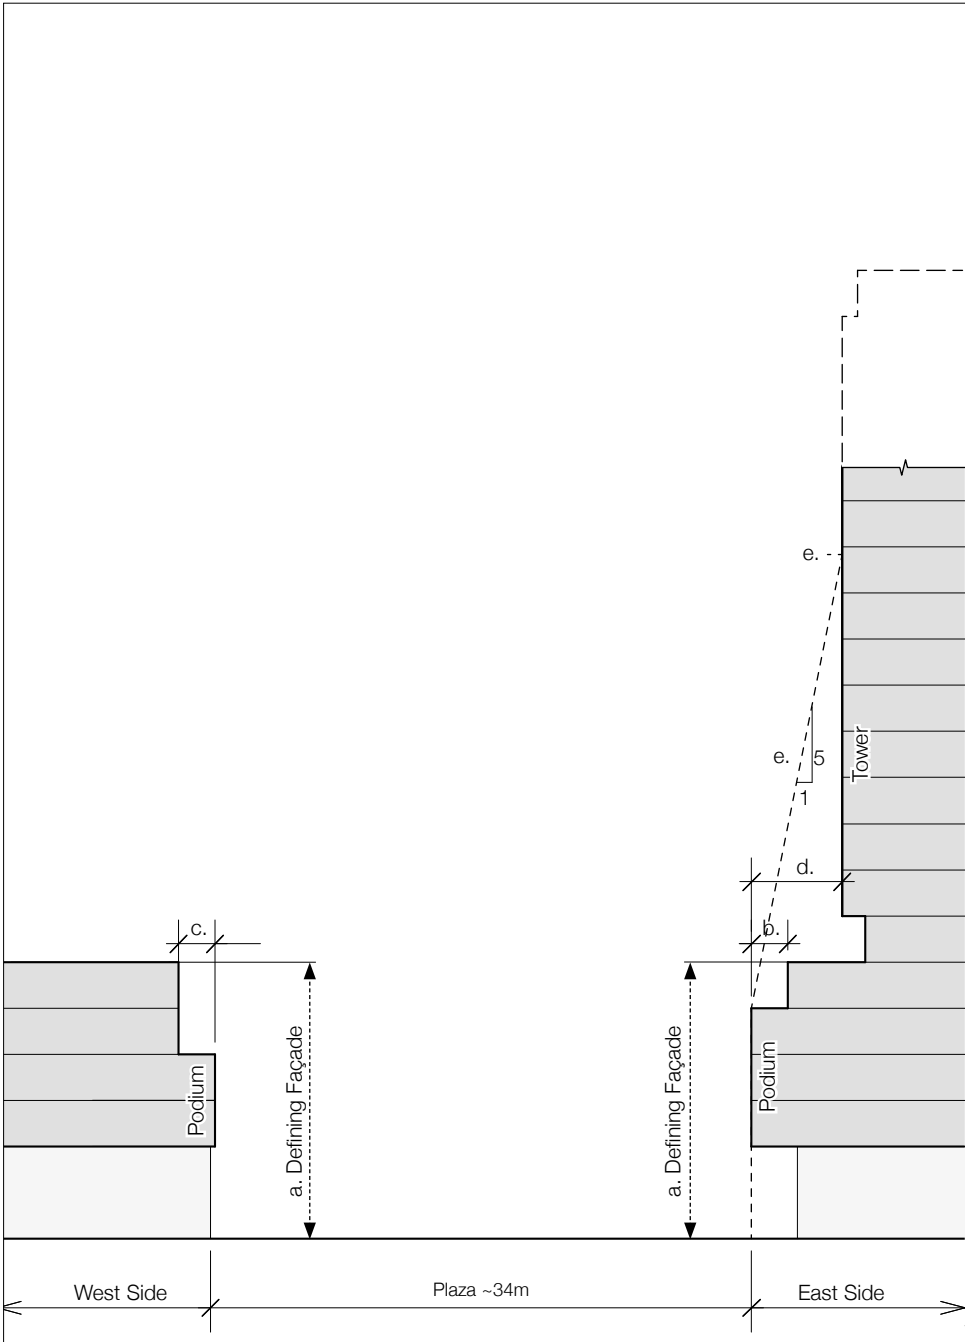 e.
e.
5
1
Tower
d.
c.
b.
a. Defining Façade
a. Defining Façade
Podium
Podium
West Side
Plaza ~34m
East Side